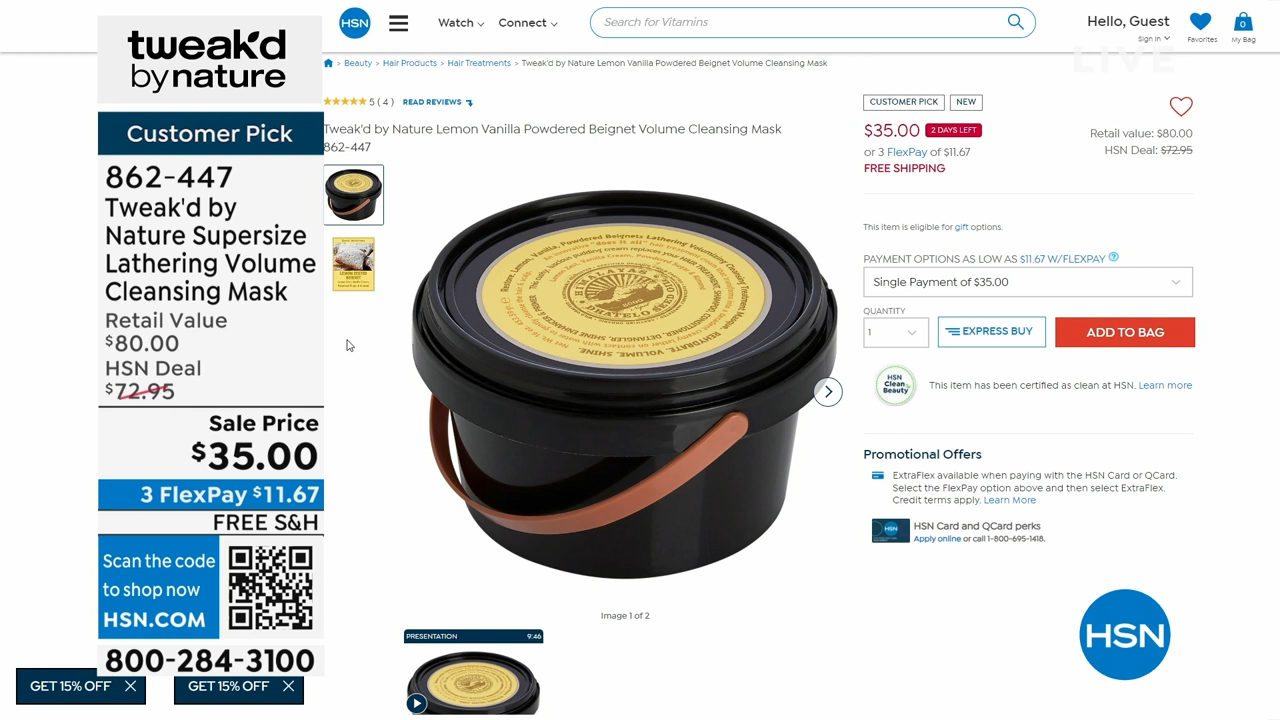 tweak'd
by nature
Customer Pick
862-447
Tweak'd by
Nature Supersize
Lathering Volume
Cleansing Mask
Retail Value
$80.00
HSN Deal
$72.95
Sale Price
$35.00
3 FlexPay $11.67
FREE S&H
Scan the code
to shop now
HSN.COM
800-284-3100
GET 15% OFF
GET 15% OFF
HSN
Watch
Connect
Search for Vitamins
Hello, Guest
Sign in
Favorites
0
My Bag
LIVE
> Beauty > Hair Products > Hair Treatments > Tweak'd by Nature Lemon Vanilla Powdered Beignet Volume Cleansing Mask
5 ( 4 ) READ REVIEWS
Tweak'd by Nature Lemon Vanilla Powdered Beignet Volume Cleansing Mask
862-447
REHYDRATE. VOLUME. SHINE.
Image 1 of 2
PRESENTATION 9:46
CUSTOMER PICK NEW
$35.00 2 DAYS LEFT
or 3 FlexPay of $11.67
FREE SHIPPING
Retail value: $80.00
HSN Deal: $72.95
This item is eligible for gift options.
PAYMENT OPTIONS AS LOW AS $11.67 W/FLEXPAY ?
Single Payment of $35.00
QUANTITY
1
EXPRESS BUY
ADD TO BAG
HSN
Clean
Beauty
This item has been certified as clean at HSN. Learn more
Promotional Offers
ExtraFlex available when paying with the HSN Card or QCard.
Select the FlexPay option above and then select ExtraFlex.
Credit terms apply. Learn More
HSN
HSN Card and QCard perks
Apply online or call 1-800-695-1418.
HSN